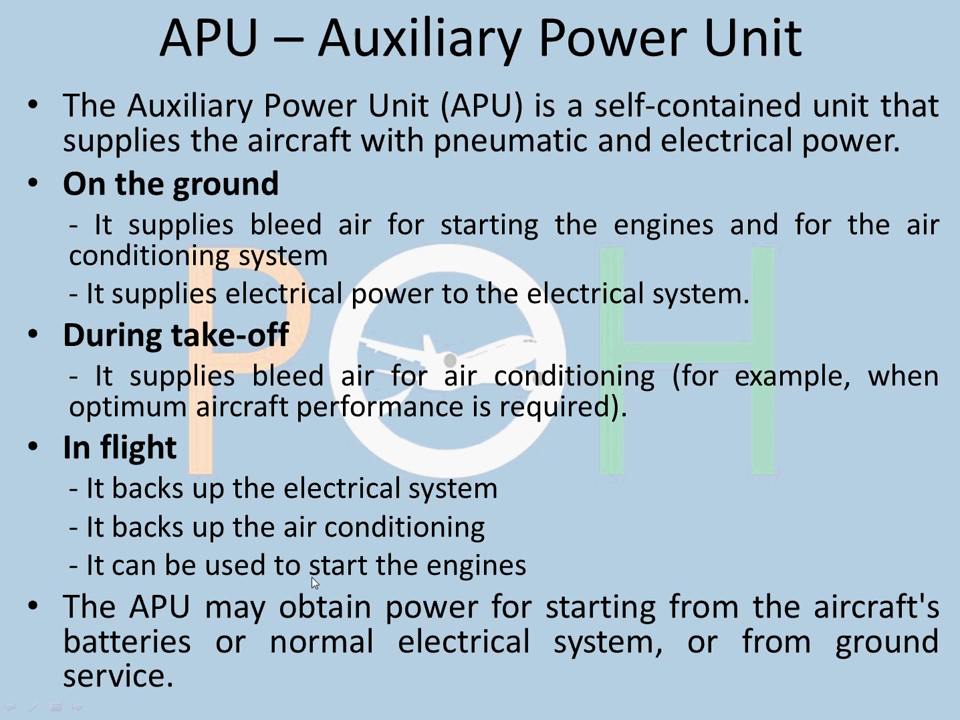 APU – Auxiliary Power Unit
• The Auxiliary Power Unit (APU) is a self-contained unit that
supplies the aircraft with pneumatic and electrical power.
• On the ground
- It supplies bleed air for starting the engines and for the air
conditioning system
- It supplies electrical power to the electrical system.
• During take-off
- It supplies bleed air for air conditioning (for example, when
optimum aircraft performance is required).
• In flight
- It backs up the electrical system
- It backs up the air conditioning
- It can be used to start the engines
• The APU may obtain power for starting from the aircraft's
batteries or normal electrical system, or from ground
service.
POH